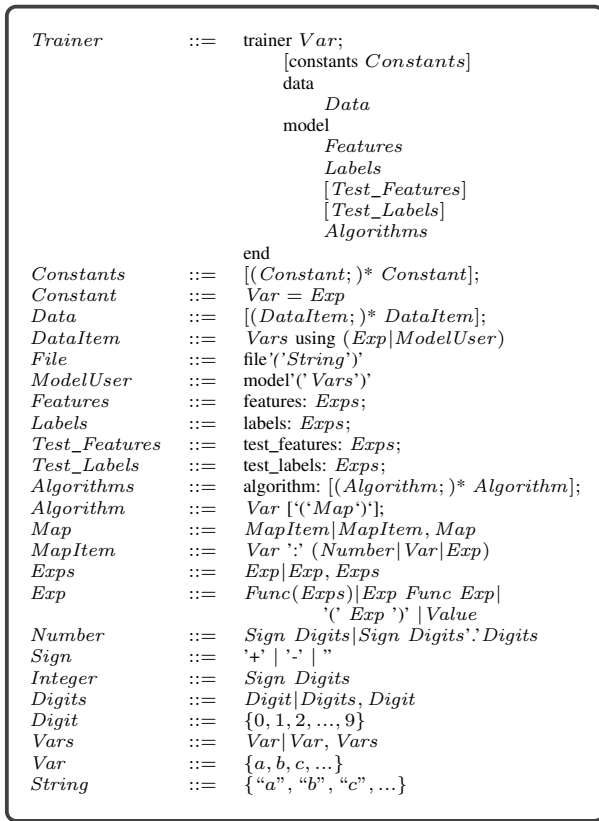 Trainer ::= trainer Var;
[constants Constants]
data
Data
model
Features
Labels
[Test_Features]
[Test_Labels]
Algorithms
end
Constants ::= [(Constant; )* Constant];
Constant ::= Var = Exp
Data ::= [(DataItem; )* DataItem];
DataItem ::= Vars using (Exp|ModelUser)
File ::= file'('String')'
ModelUser ::= model'(' Vars')'
Features ::= features: Exps;
Labels ::= labels: Exps;
Test_Features ::= test_features: Exps;
Test_Labels ::= test_labels: Exps;
Algorithms ::= algorithm: [(Algorithm; )* Algorithm];
Algorithm ::= Var [‘(‘Map‘)‘];
Map ::= MapItem|MapItem, Map
MapItem ::= Var ':' (Number|Var|Exp)
Exps ::= Exp|Exp, Exps
Exp ::= Func(Exps)|Exp Func Exp|
'(' Exp ')' | Value
Number ::= Sign Digits|Sign Digits'.'Digits
Sign ::= '+' | '-' | ''
Integer ::= Sign Digits
Digits ::= Digit|Digits, Digit
Digit ::= {0, 1, 2, ..., 9}
Vars ::= Var|Var, Vars
Var ::= {a, b, c, ...}
String ::= {“a”, “b”, “c”, ...}